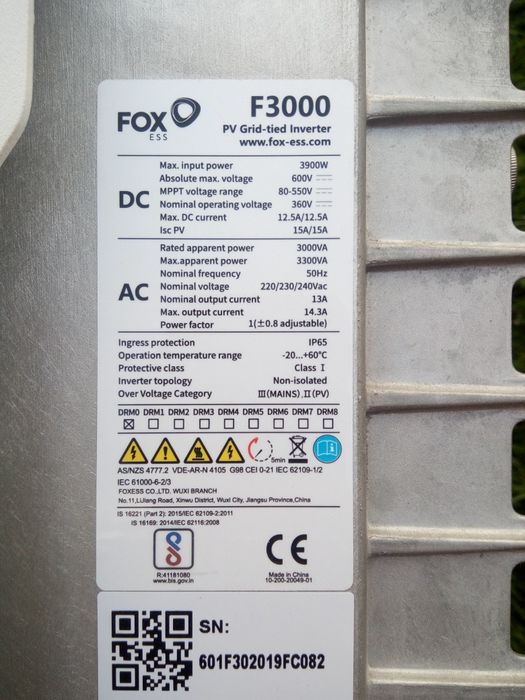 FOX
ESS
F3000
PV Grid-tied Inverter
www.fox-ess.com
DC
Max. input power 3900W
Absolute max. voltage 600V
MPPT voltage range 80-550V
Nominal operating voltage 360V
Max. DC current 12.5A/12.5A
Isc PV 15A/15A
AC
Rated apparent power 3000VA
Max.apparent power 3300VA
Nominal frequency 50Hz
Nominal voltage 220/230/240Vac
Nominal output current 13A
Max. output current 14.3A
Power factor 1(±0.8 adjustable)
Ingress protection IP65
Operation temperature range -20...+60°C
Protective class Class I
Inverter topology Non-isolated
Over Voltage Category III(MAINS),II(PV)
DRM0 DRM1 DRM2 DRM3 DRM4 DRM5 DRM6 DRM7 DRM8
5min
AS/NZS 4777.2 VDE-AR-N 4105 G98 CEI 0-21 IEC 62109-1/2
IEC 61000-6-2/3
FOXESS CO.,LTD. WUXI BRANCH
No.11,LiJiang Road, Xinwu District, Wuxi City, Jiangsu Province,China
IS 16221 (Part 2): 2015/IEC 62109-2:2011
IS 16169: 2014/IEC 62116:2008
R:41181080
www.bis.gov.in
CE
Made in China
10-200-20049-01
SN:
601F302019FC082